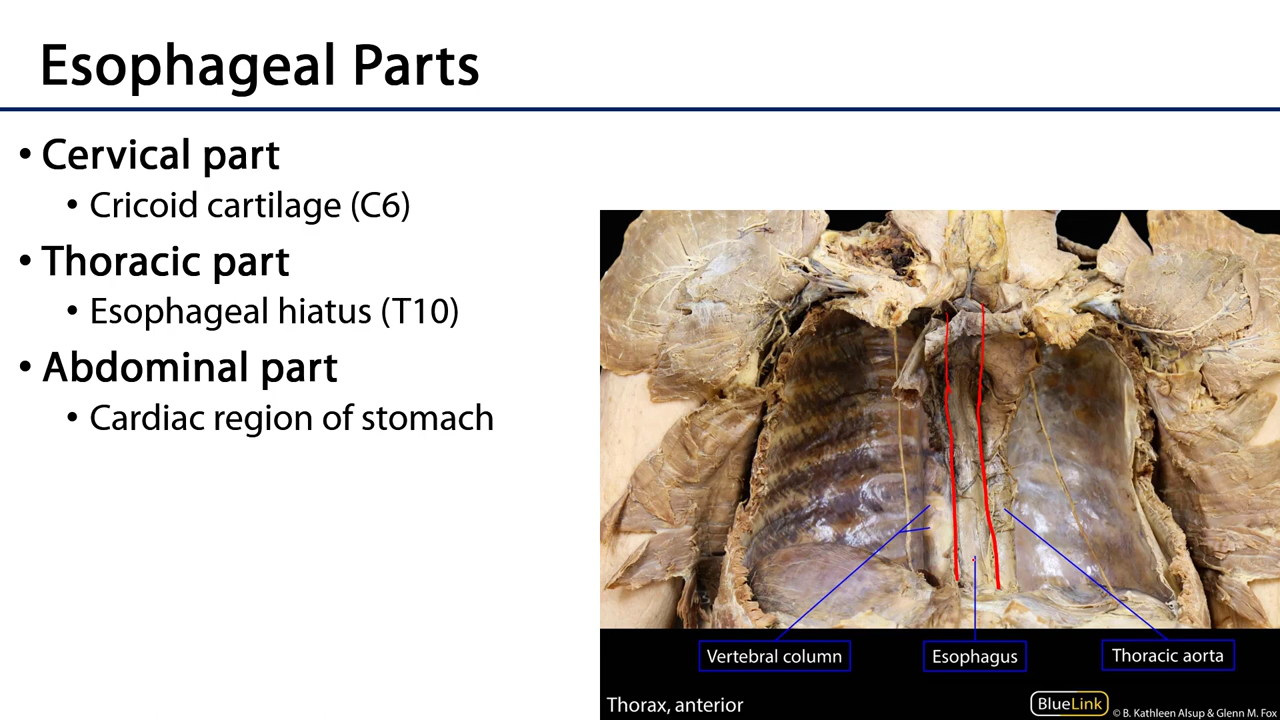 Esophageal Parts
• Cervical part
• Cricoid cartilage (C6)
• Thoracic part
• Esophageal hiatus (T10)
• Abdominal part
• Cardiac region of stomach
Vertebral column
Esophagus
Thoracic aorta
Thorax, anterior
BlueLink
© B. Kathleen Alsup & Glenn M. Fox